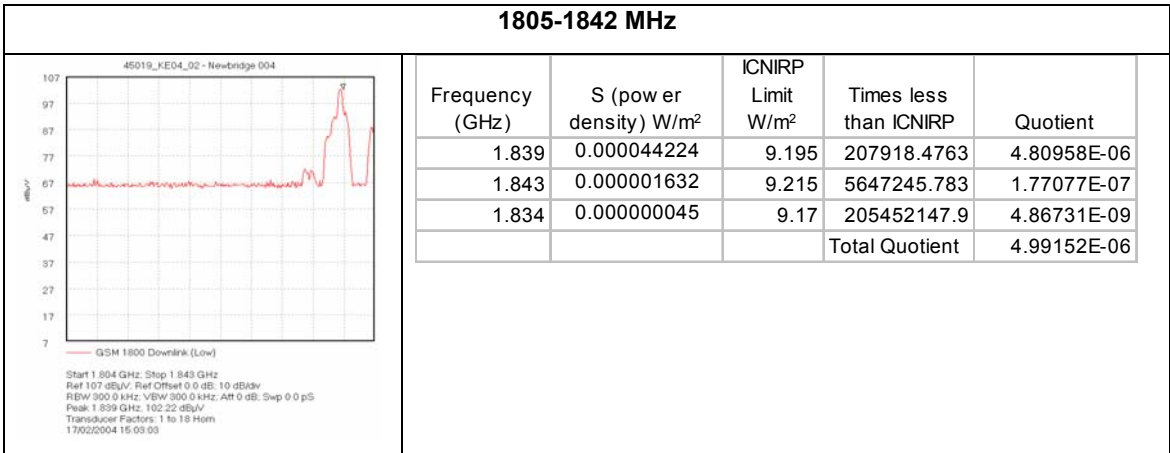 1805-1842 MHz
45019_KE04_02 - Newbridge 004
107
97
87
77
67
57
47
37
27
17
7
dBµV
GSM 1800 Downlink (Low)
Start 1.804 GHz; Stop 1.843 GHz
Ref 107 dBµV; Ref Offset 0.0 dB; 10 dB/div
RBW 300.0 kHz; VBW 300.0 kHz; Att 0 dB; Swp 0.0 pS
Peak 1.839 GHz, 102.22 dBµV
Transducer Factors: 1 to 18 Horn
17/02/2004 15:03:03
Frequency (GHz) S (pow er density) W/m² ICNIRP Limit W/m² Times less than ICNIRP Quotient
1.839 0.000044224 9.195 207918.4763 4.80958E-06
1.843 0.000001632 9.215 5647245.783 1.77077E-07
1.834 0.000000045 9.17 205452147.9 4.86731E-09
Total Quotient 4.99152E-06